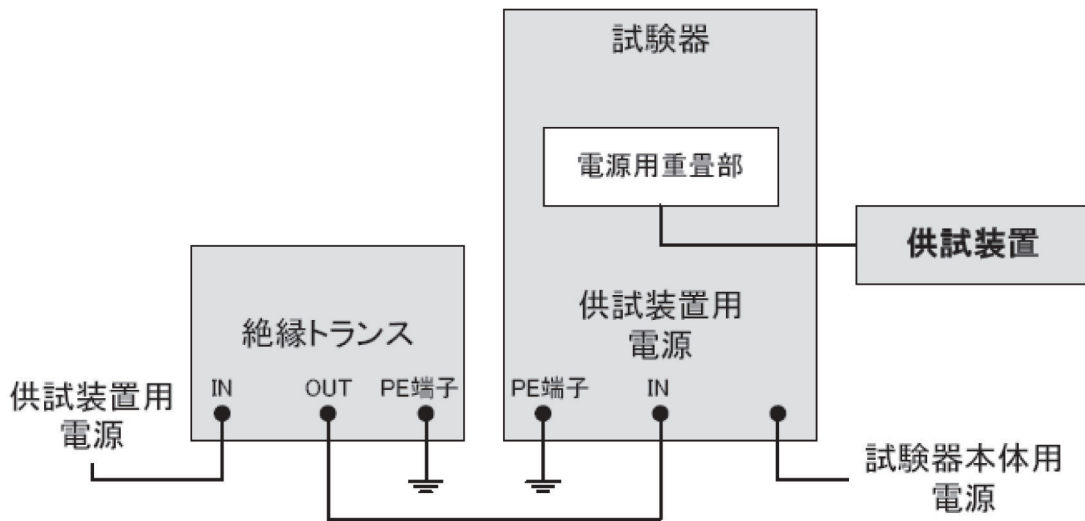 試験器
電源用重畳部
供試装置
絶縁トランス
供試装置用
電源
IN
OUT
PE端子
PE端子
IN
供試装置用
電源
試験器本体用
電源